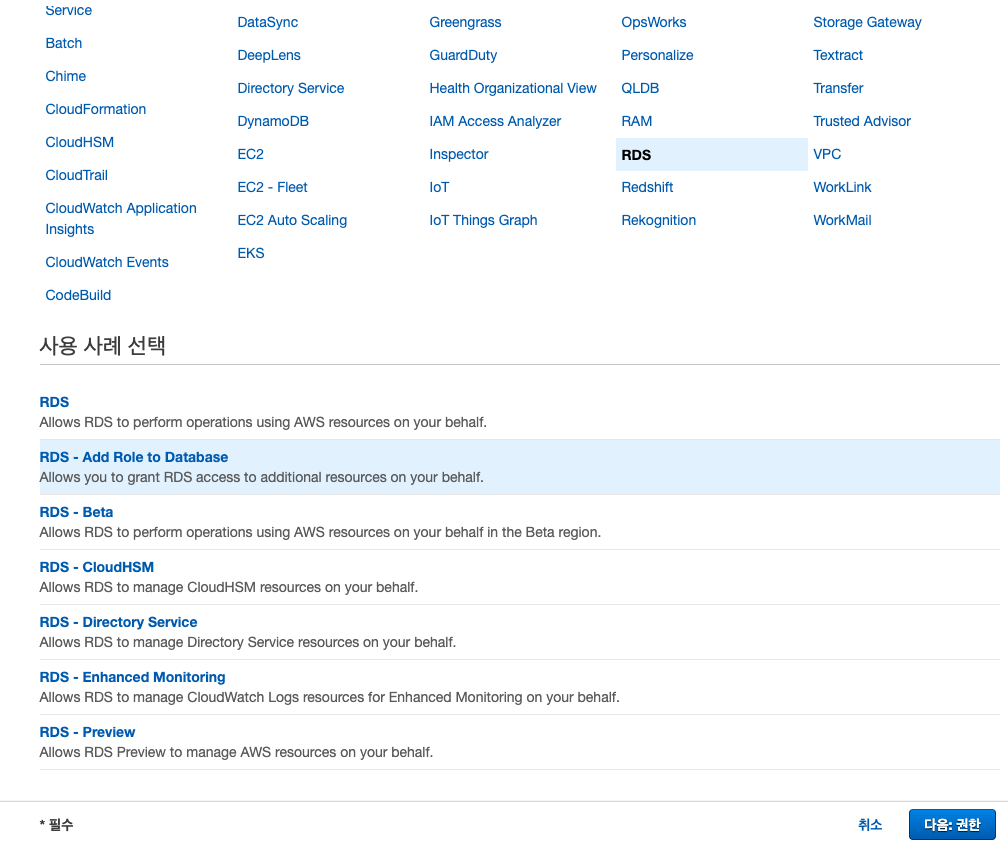 Service
Batch
Chime
CloudFormation
CloudHSM
CloudTrail
CloudWatch Application
Insights
CloudWatch Events
CodeBuild
DataSync
DeepLens
Directory Service
DynamoDB
EC2
EC2 - Fleet
EC2 Auto Scaling
EKS
Greengrass
GuardDuty
Health Organizational View
IAM Access Analyzer
Inspector
IoT
IoT Things Graph
OpsWorks
Personalize
QLDB
RAM
RDS
Redshift
Rekognition
Storage Gateway
Textract
Transfer
Trusted Advisor
VPC
WorkLink
WorkMail
사용 사례 선택
RDS
Allows RDS to perform operations using AWS resources on your behalf.
RDS - Add Role to Database
Allows you to grant RDS access to additional resources on your behalf.
RDS - Beta
Allows RDS to perform operations using AWS resources on your behalf in the Beta region.
RDS - CloudHSM
Allows RDS to manage CloudHSM resources on your behalf.
RDS - Directory Service
Allows RDS to manage Directory Service resources on your behalf.
RDS - Enhanced Monitoring
Allows RDS to manage CloudWatch Logs resources for Enhanced Monitoring on your behalf.
RDS - Preview
Allows RDS Preview to manage AWS resources on your behalf.
* 필수
취소
다음: 권한